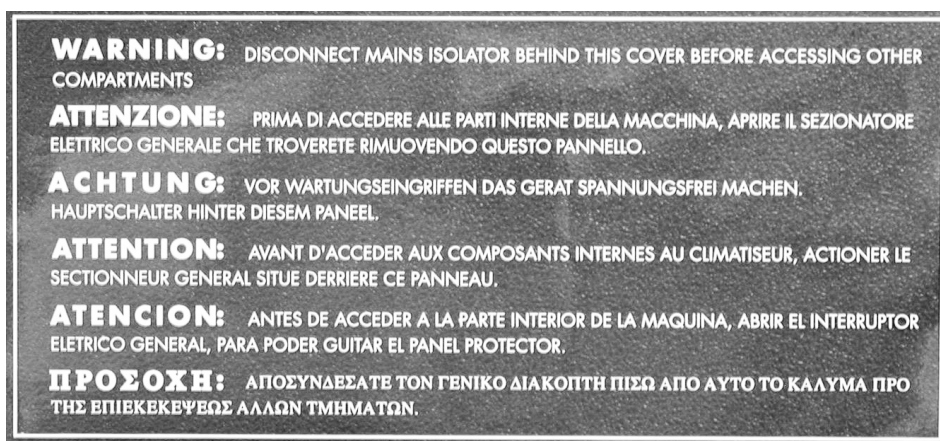 WARNING: DISCONNECT MAINS ISOLATOR BEHIND THIS COVER BEFORE ACCESSING OTHER
COMPARTMENTS
ATTENZIONE: PRIMA DI ACCEDERE ALLE PARTI INTERNE DELLA MACCHINA, APRIRE IL SEZIONATORE
ELETTRICO GENERALE CHE TROVERETE RIMUOVENDO QUESTO PANNELLO.
ACHTUNG: VOR WARTUNGSEINGRIFFEN DAS GERAT SPANNUNGSFREI MACHEN.
HAUPTSCHALTER HINTER DIESEM PANEEL.
ATTENTION: AVANT D'ACCEDER AUX COMPOSANTS INTERNES AU CLIMATISEUR, ACTIONER LE
SECTIONNEUR GENERAL SITUE DERRIERE CE PANNEAU.
ATENCION: ANTES DE ACCEDER A LA PARTE INTERIOR DE LA MAQUINA, ABRIR EL INTERRUPTOR
ELETRICO GENERAL, PARA PODER GUITAR EL PANEL PROTECTOR.
ΠΡΟΣΟΧΗ: ΑΠΟΣΥΝΔΕΣΑΤΕ ΤΟΝ ΓΕΝΙΚΟ ΔΙΑΚΟΠΤΗ ΠΙΣΩ ΑΠΟ ΑΥΤΟ ΤΟ ΚΑΛΥΜΑ ΠΡΟ
ΤΗΣ ΕΠΙΕΚΕΚΕΨΕΩΣ ΑΛΛΩΝ ΤΜΗΜΑΤΩΝ.